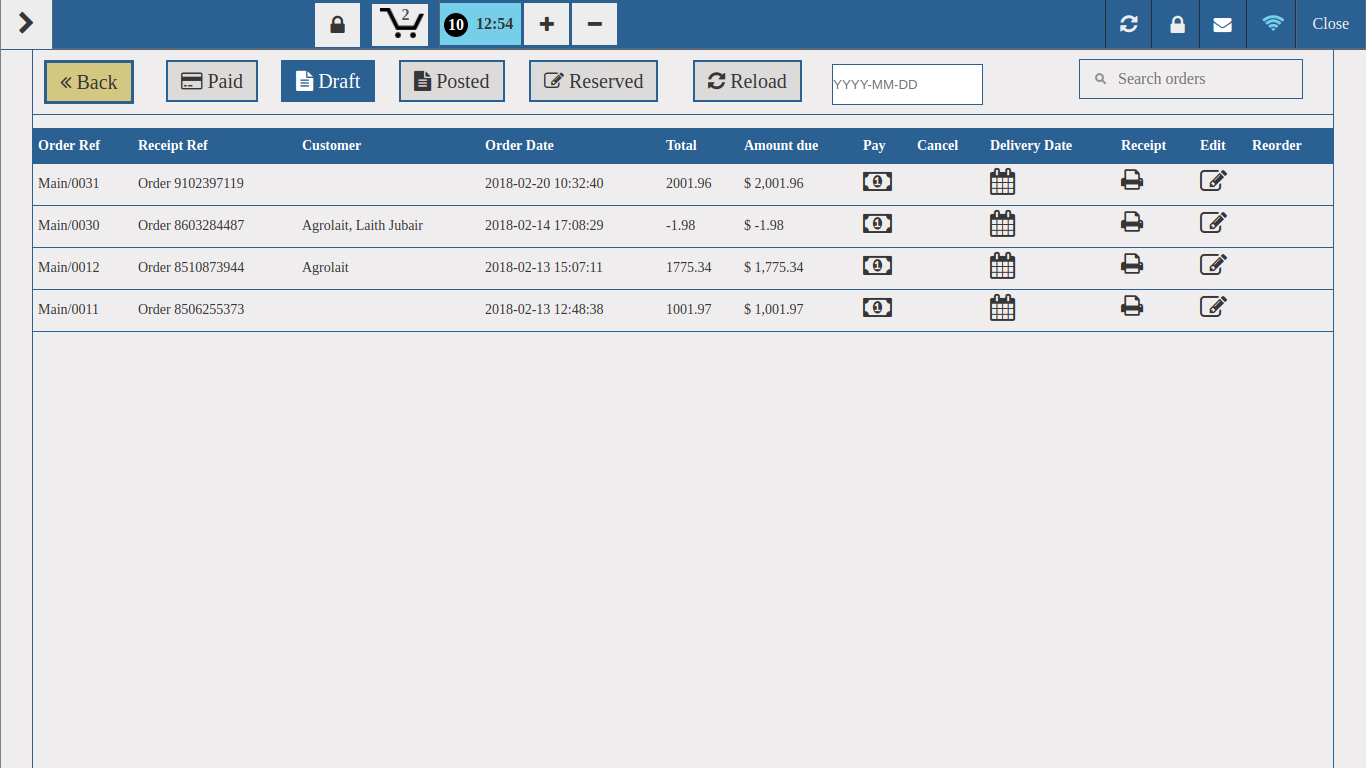 2 10 12:54 Close
Back Paid Draft Posted Reserved Reload YYYY-MM-DD Search orders
Order Ref Receipt Ref Customer Order Date Total Amount due Pay Cancel Delivery Date Receipt Edit Reorder
Main/0031 Order 9102397119 2018-02-20 10:32:40 2001.96 $ 2,001.96
Main/0030 Order 8603284487 Agrolait, Laith Jubair 2018-02-14 17:08:29 -1.98 $ -1.98
Main/0012 Order 8510873944 Agrolait 2018-02-13 15:07:11 1775.34 $ 1,775.34
Main/0011 Order 8506255373 2018-02-13 12:48:38 1001.97 $ 1,001.97